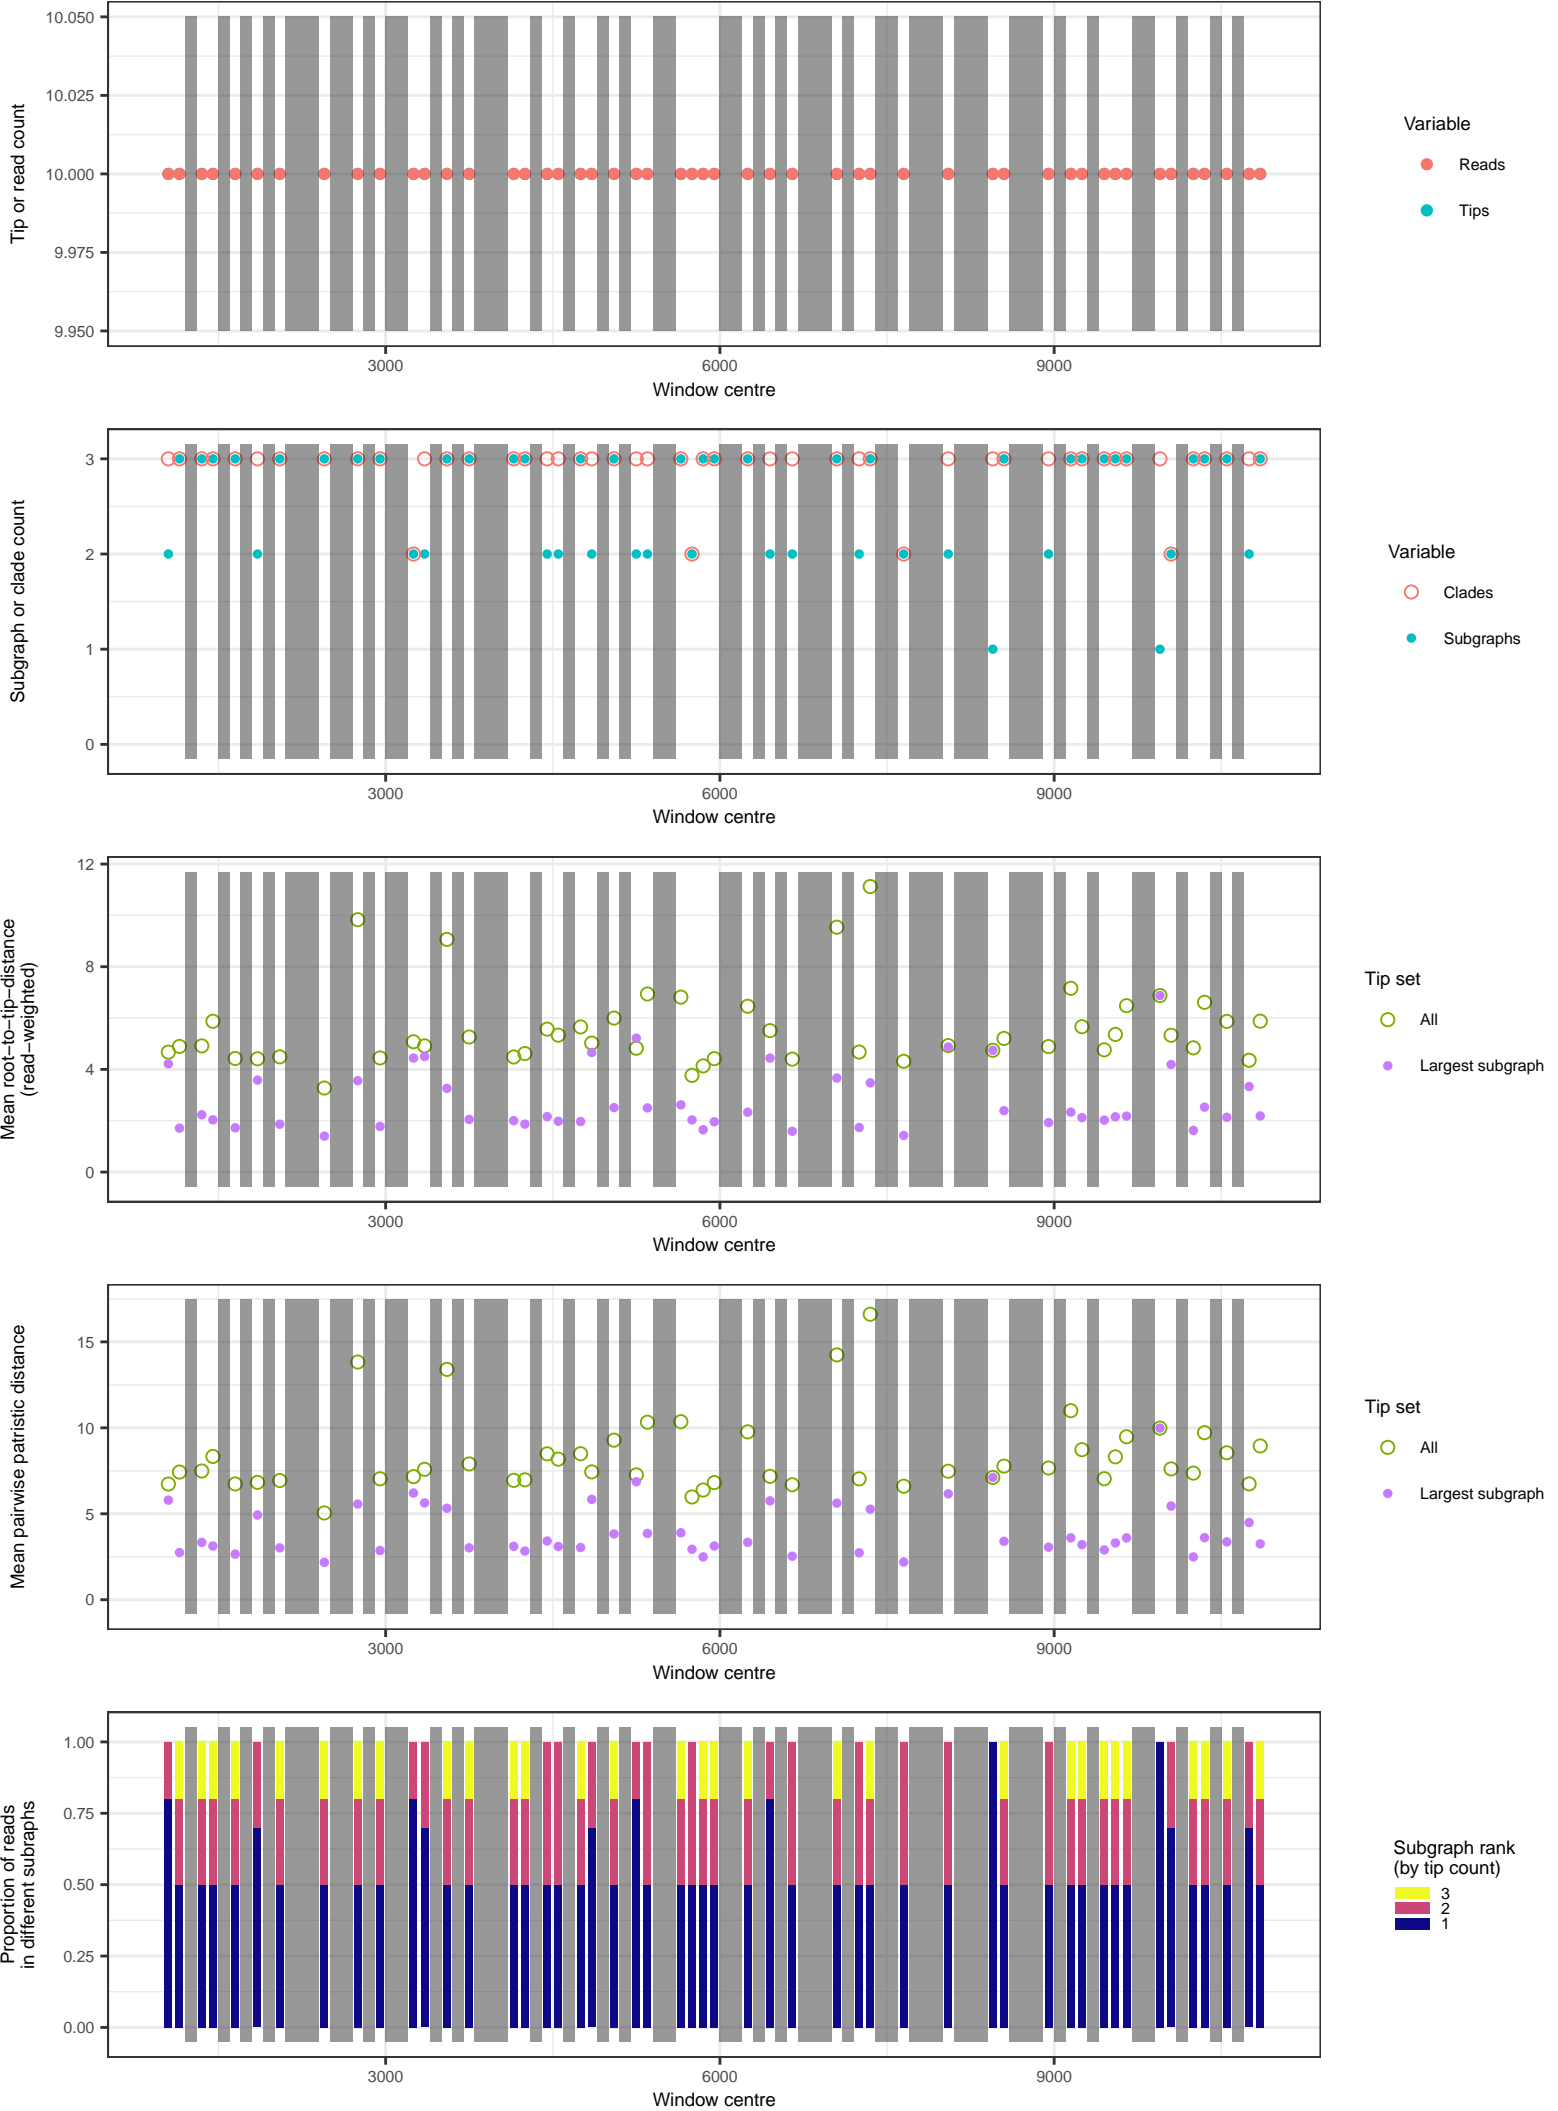 10.050
10.025
10.000
9.975
9.950
Tip or read count
3000
6000
9000
Window centre
Variable
Reads
Tips
3
2
1
0
Subgraph or clade count
3000
6000
9000
Window centre
Variable
Clades
Subgraphs
12
8
4
0
Mean root−to−tip−distance
(read−weighted)
3000
6000
9000
Window centre
Tip set
All
Largest subgraph
15
10
5
0
Mean pairwise patristic distance
3000
6000
9000
Window centre
Tip set
All
Largest subgraph
1.00
0.75
0.50
0.25
0.00
Proportion of reads
in different subraphs
3000
6000
9000
Window centre
Subgraph rank
(by tip count)
3
2
1